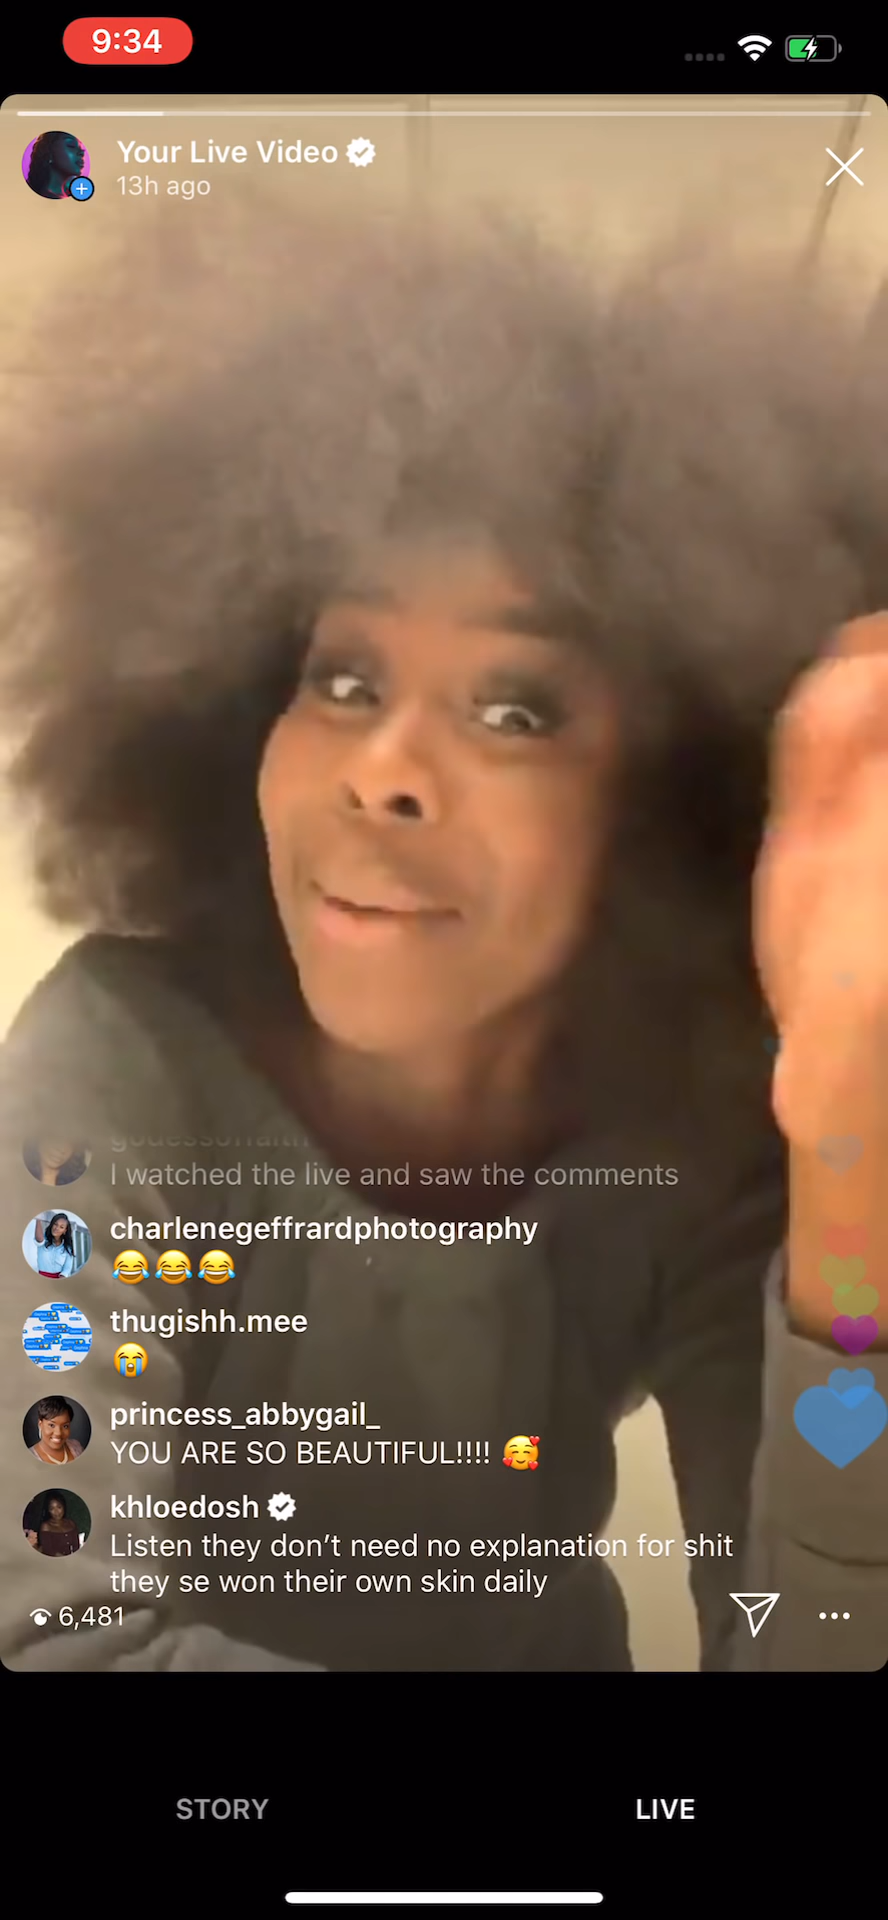 9:34
Your Live Video
13h ago
I watched the live and saw the comments
charlenegeffrardphotography
😂😂😂
thugishh.mee
😭
princess_abbygail_
YOU ARE SO BEAUTIFUL!!!! 🥰
khloedosh
Listen they don’t need no explanation for shit
they se won their own skin daily
6,481
STORY
LIVE